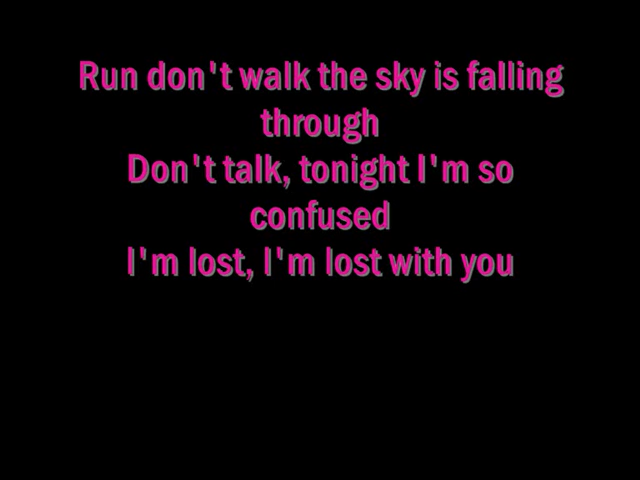 Run don't walk the sky is falling
through
Don't talk, tonight I'm so
confused
I'm lost, I'm lost with you